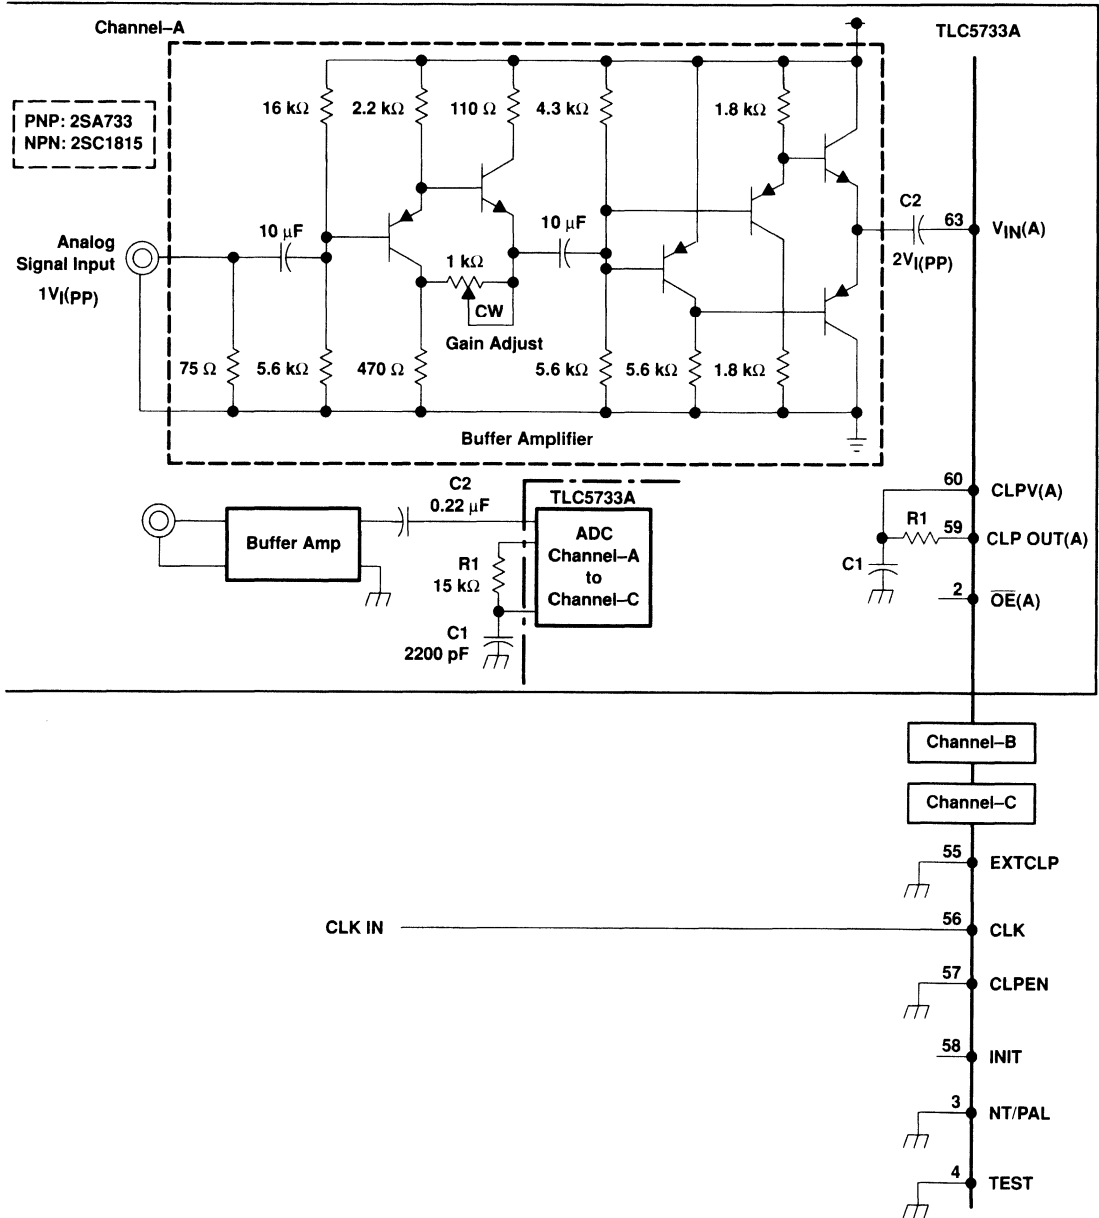 Channel–A
TLC5733A
PNP: 2SA733
NPN: 2SC1815
16 kΩ
2.2 kΩ
110 Ω
4.3 kΩ
1.8 kΩ
Analog
Signal Input
1VI(PP)
10 μF
10 μF
C2
63
VIN(A)
2VI(PP)
1 kΩ
CW
Gain Adjust
75 Ω
5.6 kΩ
470 Ω
5.6 kΩ
5.6 kΩ
1.8 kΩ
Buffer Amplifier
C2
0.22 μF
TLC5733A
Buffer Amp
R1
15 kΩ
ADC
Channel–A
to
Channel–C
C1
2200 pF
60
CLPV(A)
R1
59
CLP OUT(A)
C1
2
OE(A)
Channel–B
Channel–C
55
EXTCLP
CLK IN
56
CLK
57
CLPEN
58
INIT
3
NT/PAL
4
TEST